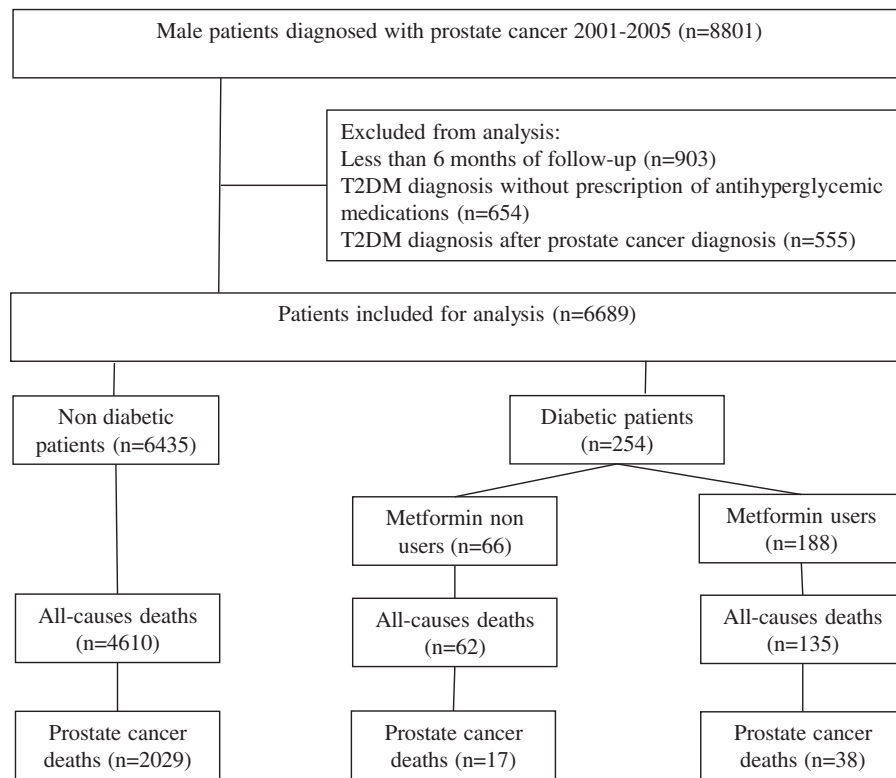 Male patients diagnosed with prostate cancer 2001-2005 (n=8801)
Excluded from analysis:
Less than 6 months of follow-up (n=903)
T2DM diagnosis without prescription of antihyperglycemic
medications (n=654)
T2DM diagnosis after prostate cancer diagnosis (n=555)
Patients included for analysis (n=6689)
Non diabetic
patients (n=6435)
Diabetic patients
(n=254)
Metformin non
users (n=66)
Metformin users
(n=188)
All-causes deaths
(n=4610)
All-causes deaths
(n=62)
All-causes deaths
(n=135)
Prostate cancer
deaths (n=2029)
Prostate cancer
deaths (n=17)
Prostate cancer
deaths (n=38)